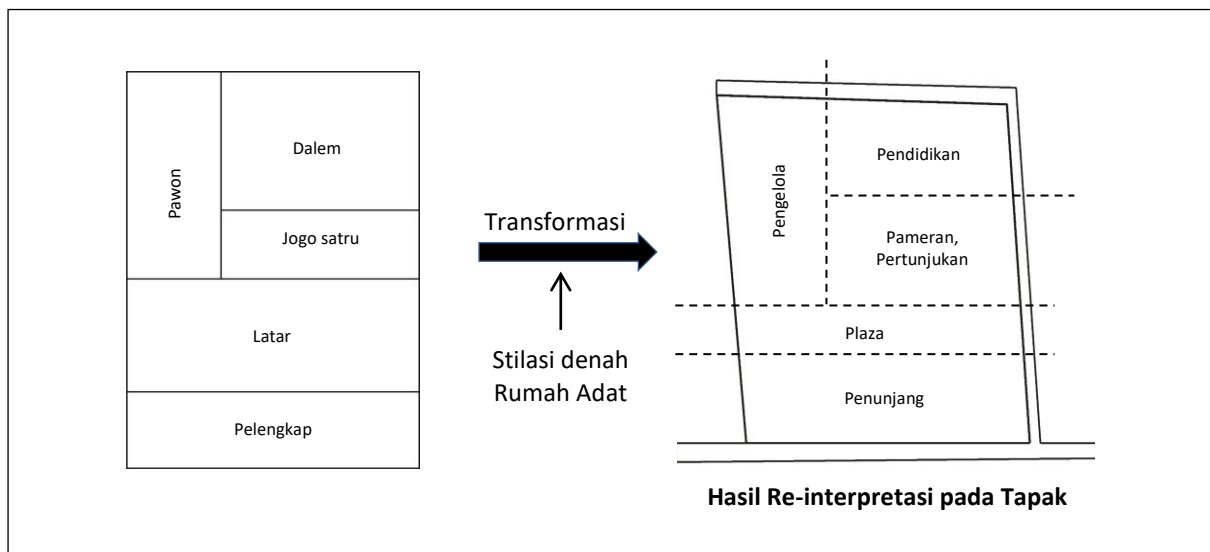 Pawon
Dalem
Jogo satru
Latar
Pelengkap
Transformasi
Stilasi denah
Rumah Adat
Pengelola
Pendidikan
Pameran,
Pertunjukan
Plaza
Penunjang
Hasil Re-interpretasi pada Tapak